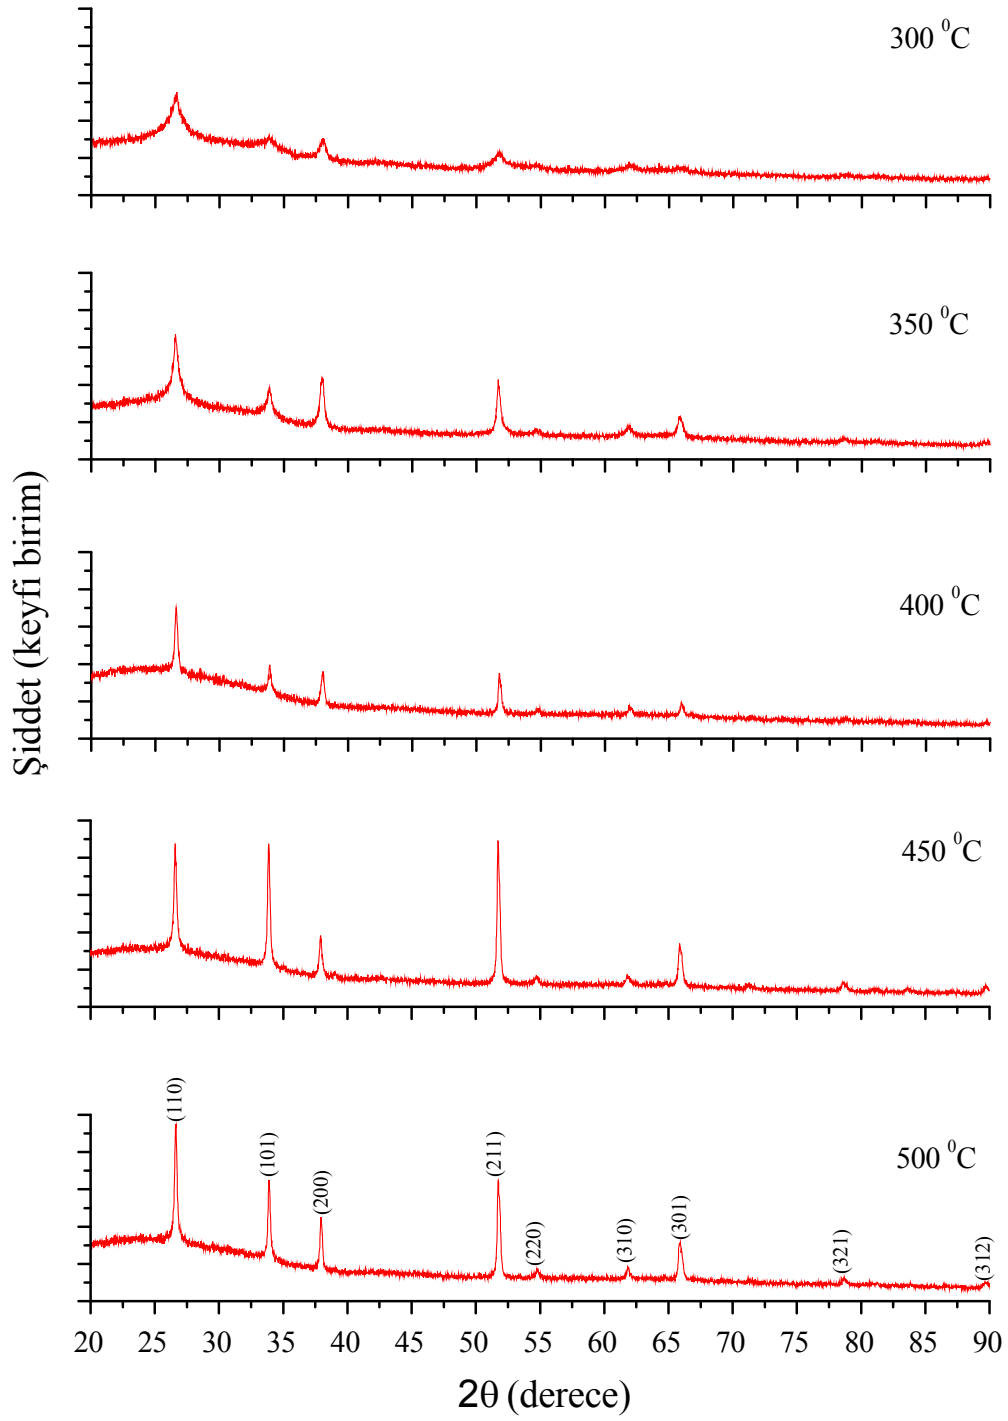 300 ⁰C
350 ⁰C
400 ⁰C
450 ⁰C
500 ⁰C
Şiddet (keyfi birim)
(110)
(101)
(200)
(211)
(220)
(310)
(301)
(321)
(312)
20 25 30 35 40 45 50 55 60 65 70 75 80 85 90
2θ (derece)